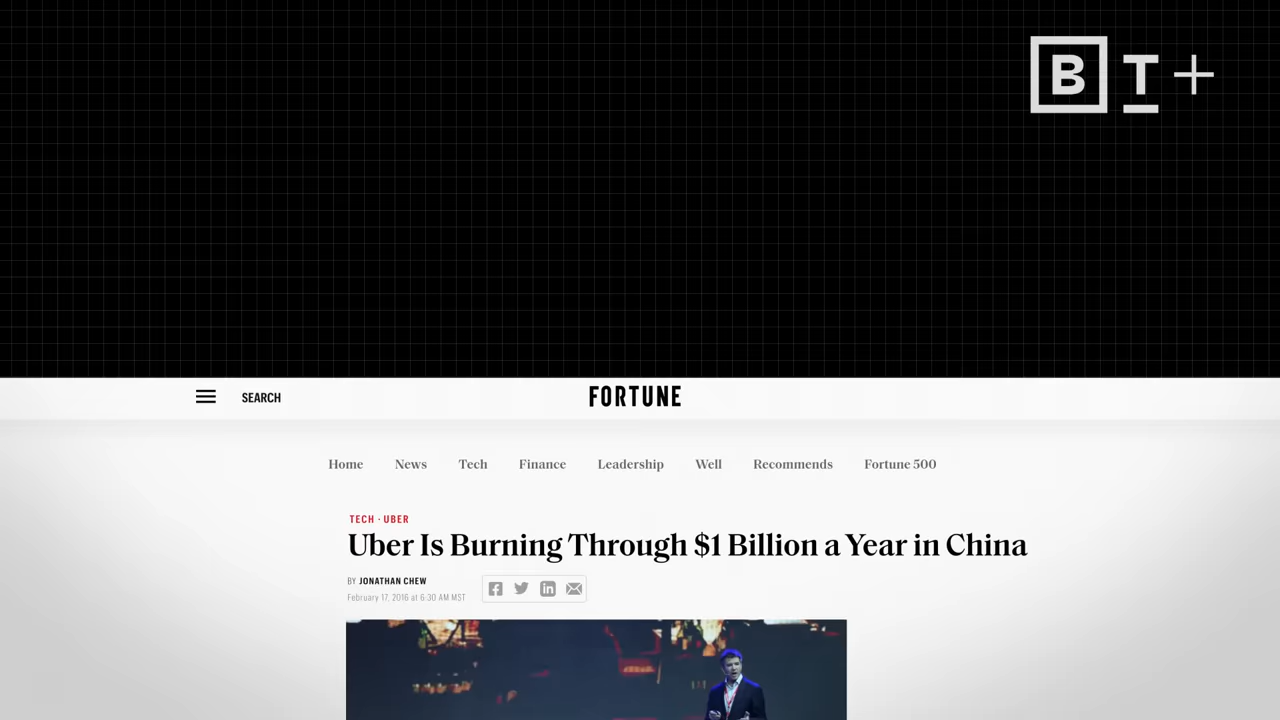 B T +
SEARCH
FORTUNE
Home News Tech Finance Leadership Well Recommends Fortune 500
TECH · UBER
Uber Is Burning Through $1 Billion a Year in China
BY JONATHAN CHEW
February 17, 2016 at 6:30 AM MST